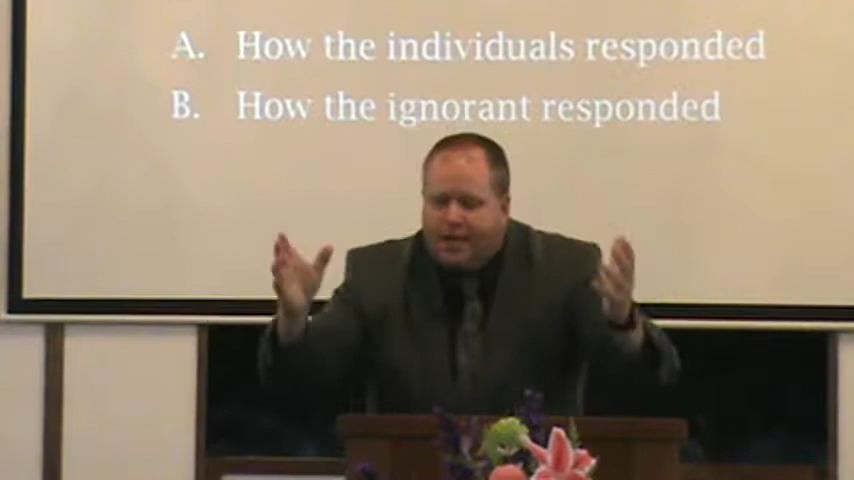 A. How the individuals responded
B. How the ignorant responded